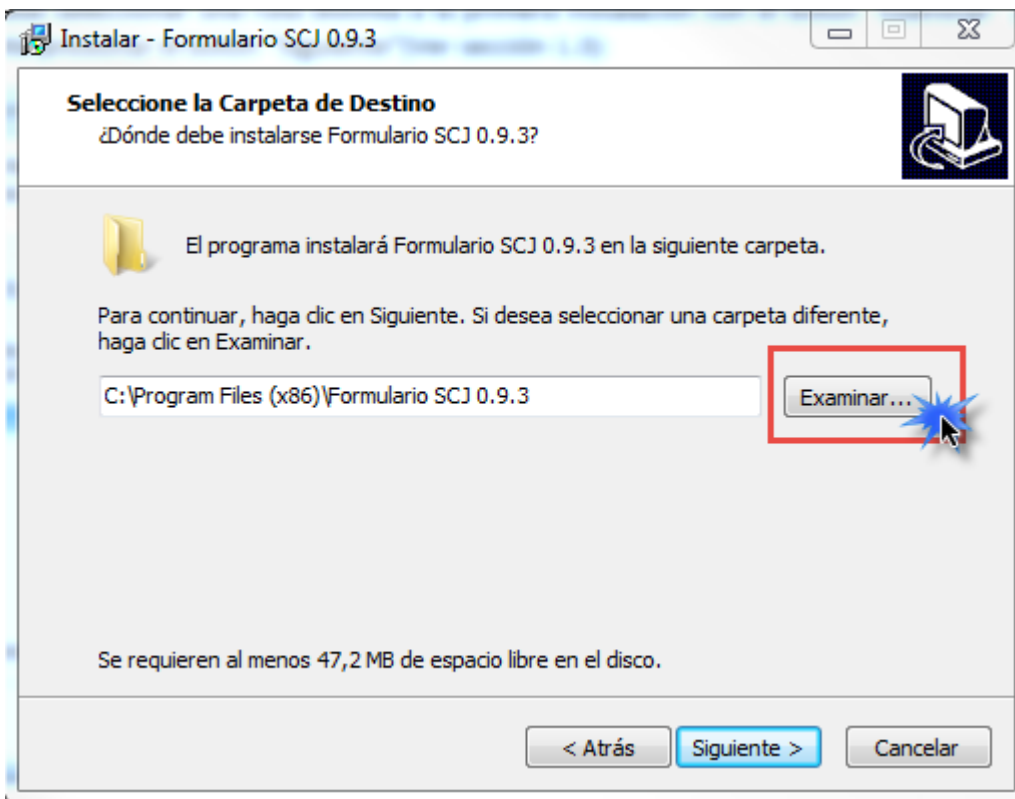 Instalar - Formulario SCJ 0.9.3
Seleccione la Carpeta de Destino
¿Dónde debe instalarse Formulario SCJ 0.9.3?
El programa instalará Formulario SCJ 0.9.3 en la siguiente carpeta.
Para continuar, haga clic en Siguiente. Si desea seleccionar una carpeta diferente,
haga clic en Examinar.
C:\Program Files (x86)\Formulario SCJ 0.9.3
Examinar...
Se requieren al menos 47,2 MB de espacio libre en el disco.
< Atrás
Siguiente >
Cancelar